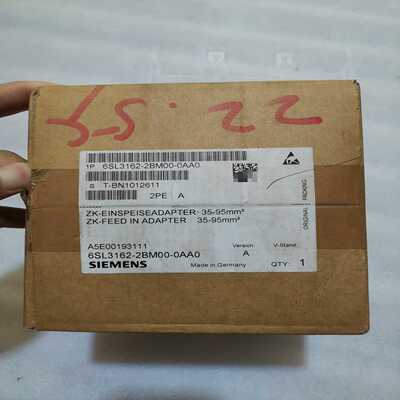 22.5-5
1P 6SL3162-2BM00-0AA0
S T-BN1012611
2PE A
ZK-EINSPEISEADAPTER 35-95mm²
ZK-FEED IN ADAPTER 35-95mm²
A5E00193111
6SL3162-2BM00-0AA0
Version A
V-Stand
SIEMENS
Made in Germany
QTY: 1
ORIGINAL PACKING